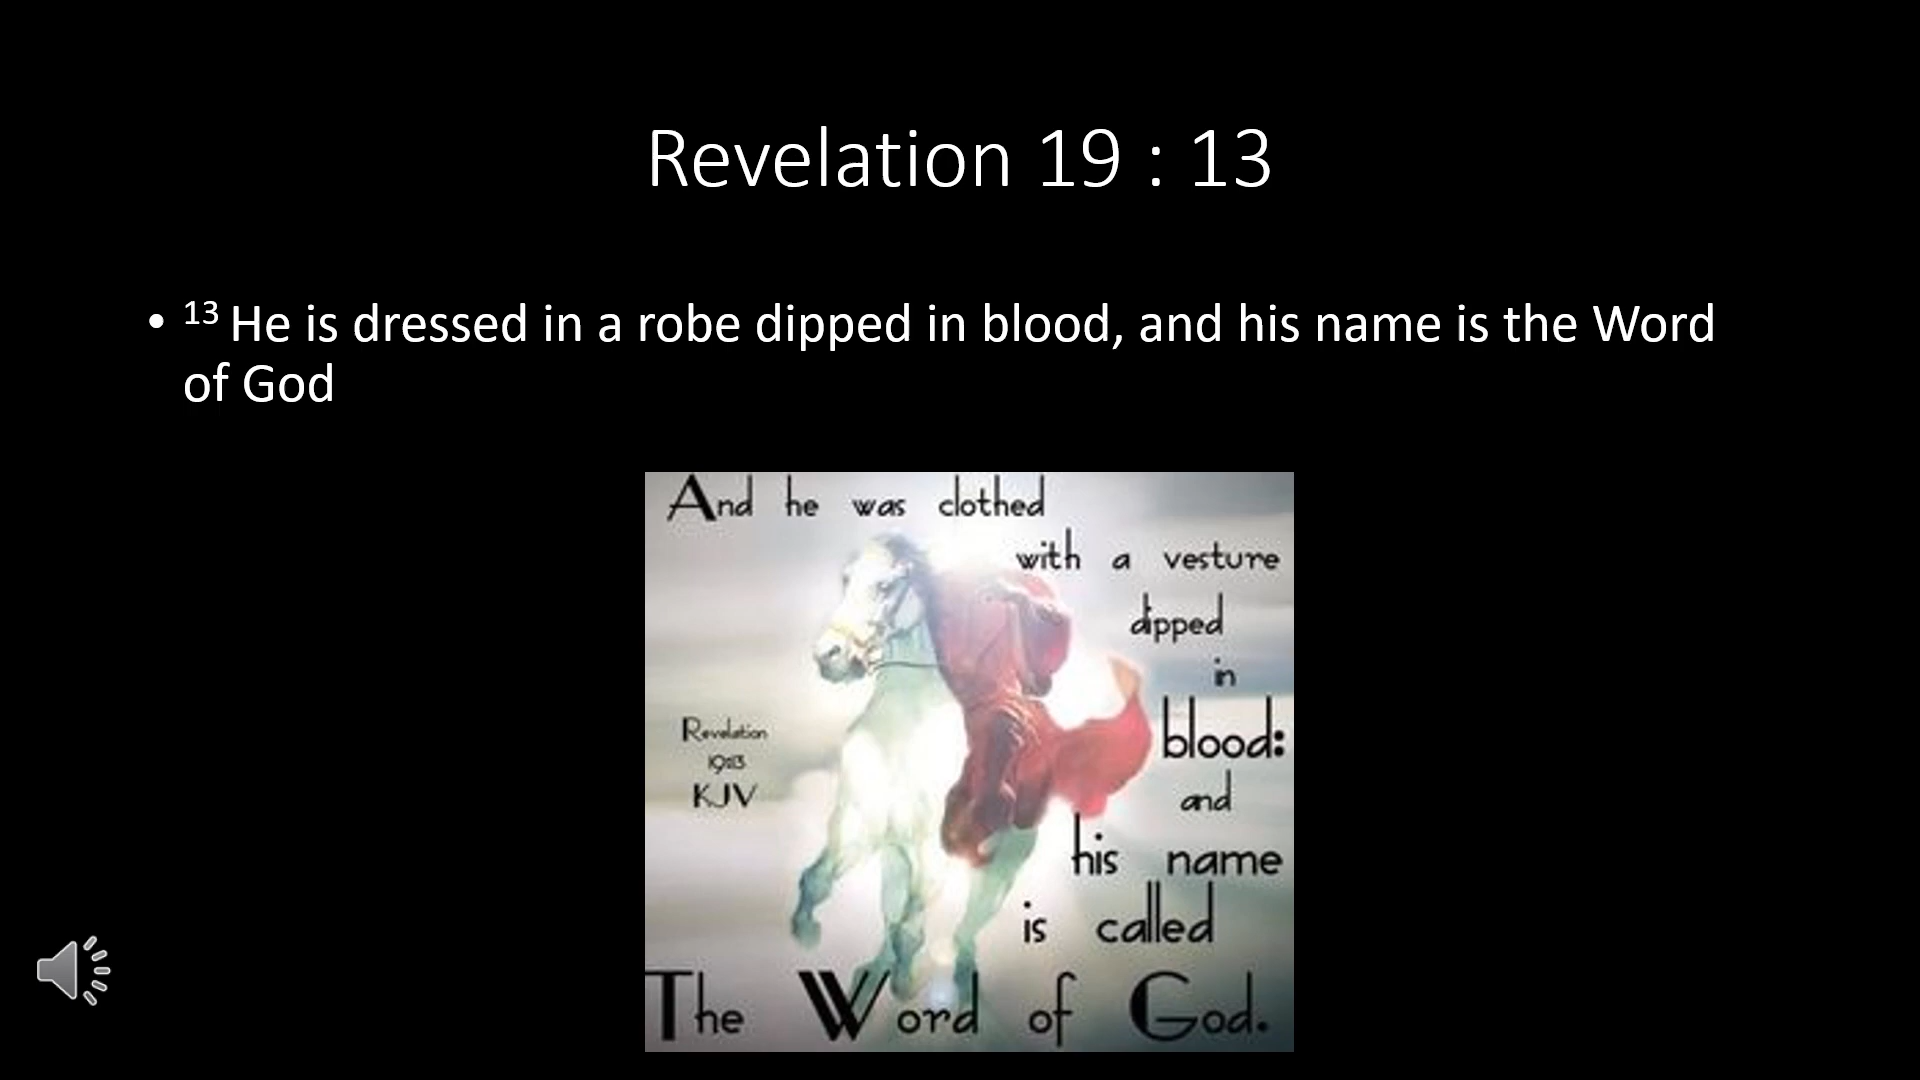 Revelation 19 : 13
• 13 He is dressed in a robe dipped in blood, and his name is the Word
of God
And he was clothed
with a vesture
dipped
in
blood:
and
his name
is called
The Word of God.
Revelation
19:13
KJV